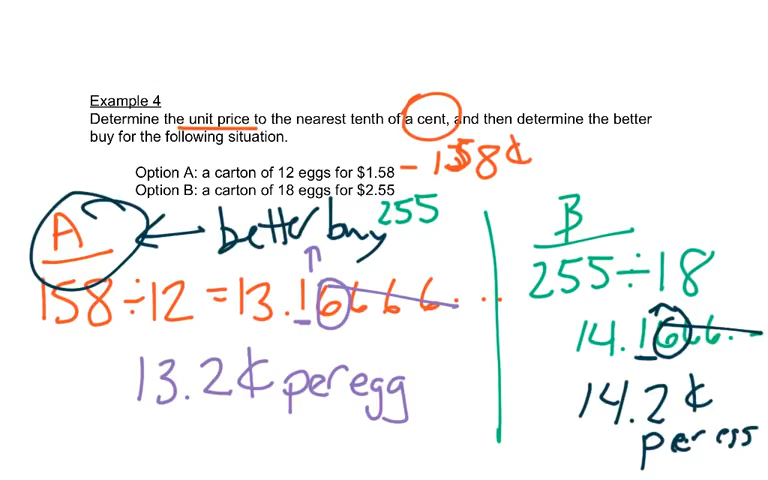 Example 4
Determine the unit price to the nearest tenth of a cent, and then determine the better
buy for the following situation.
Option A: a carton of 12 eggs for $1.58 – 158¢
Option B: a carton of 18 eggs for $2.55
255
A ← better buy
158 ÷ 12 = 13.16666...
13.2¢ per egg
B
255 ÷ 18
14.1666..
14.2¢
per egg